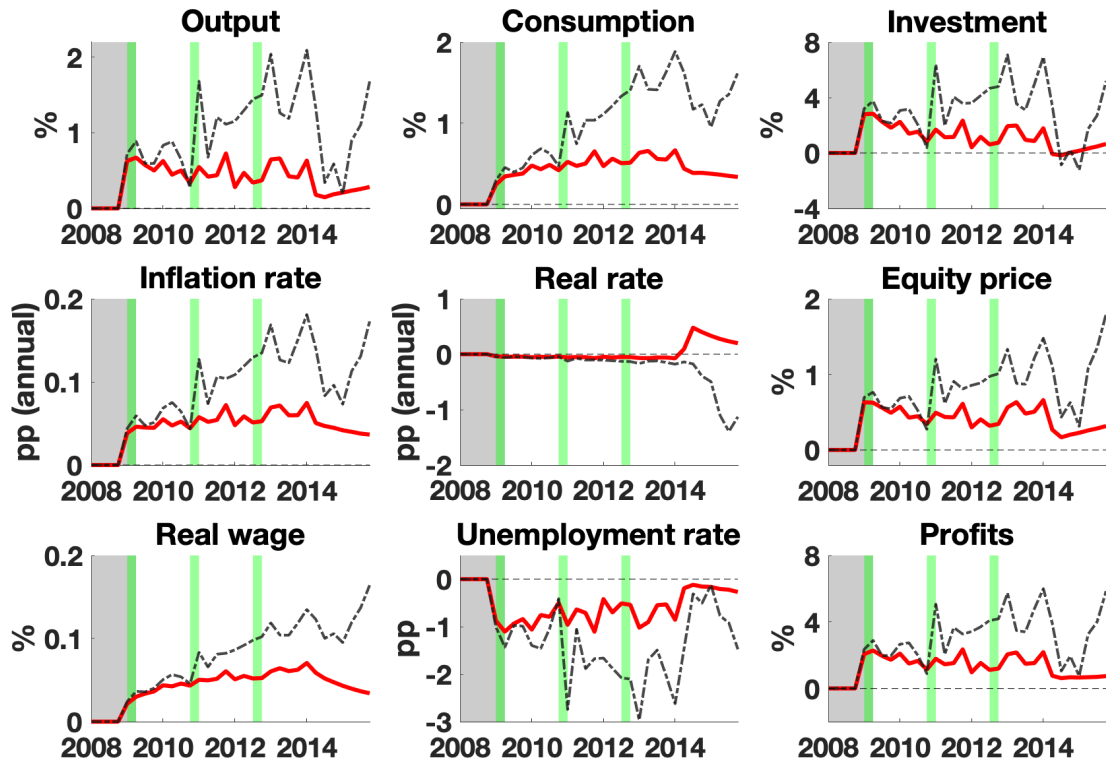 Output
%
2
1
0
2008 2010 2012 2014
Consumption
%
2
1
0
2008 2010 2012 2014
Investment
%
8
4
0
-4
2008 2010 2012 2014
Inflation rate
pp (annual)
0.2
0.1
0
2008 2010 2012 2014
Real rate
pp (annual)
1
0
-1
-2
2008 2010 2012 2014
Equity price
%
2
1
0
2008 2010 2012 2014
Real wage
%
0.2
0.1
0
2008 2010 2012 2014
Unemployment rate
pp
0
-1
-2
-3
2008 2010 2012 2014
Profits
%
8
4
0
2008 2010 2012 2014